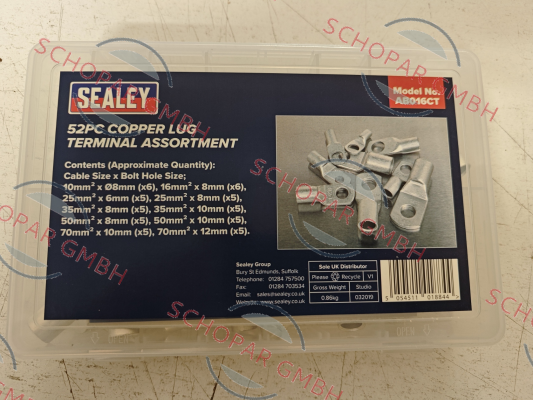 SEALEY
Model No.
AB016CT
52PC COPPER LUG
TERMINAL ASSORTMENT
Contents (Approximate Quantity):
Cable Size x Bolt Hole Size;
10mm² x Ø8mm (x6), 16mm² x 8mm (x6),
25mm² x 6mm (x5), 25mm² x 8mm (x5),
35mm² x 8mm (x5), 35mm² x 10mm (x5),
50mm² x 8mm (x5), 50mm² x 10mm (x5),
70mm² x 10mm (x5), 70mm² x 12mm (x5).
Sealey Group
Bury St Edmunds, Suffolk
Telephone: 01284 757500
Fax: 01284 703534
Email: sales@sealey.co.uk
Website: www.sealey.co.uk
Sole UK Distributor
Please Recycle V1
Gross Weight Studio
0.86kg 032019
5 054511 018844 >
SCHOPAR GMBH
SCHOPAR GMBH
SCHOPAR GMBH
SCHOPAR GMBH
SCHOPAR GMBH